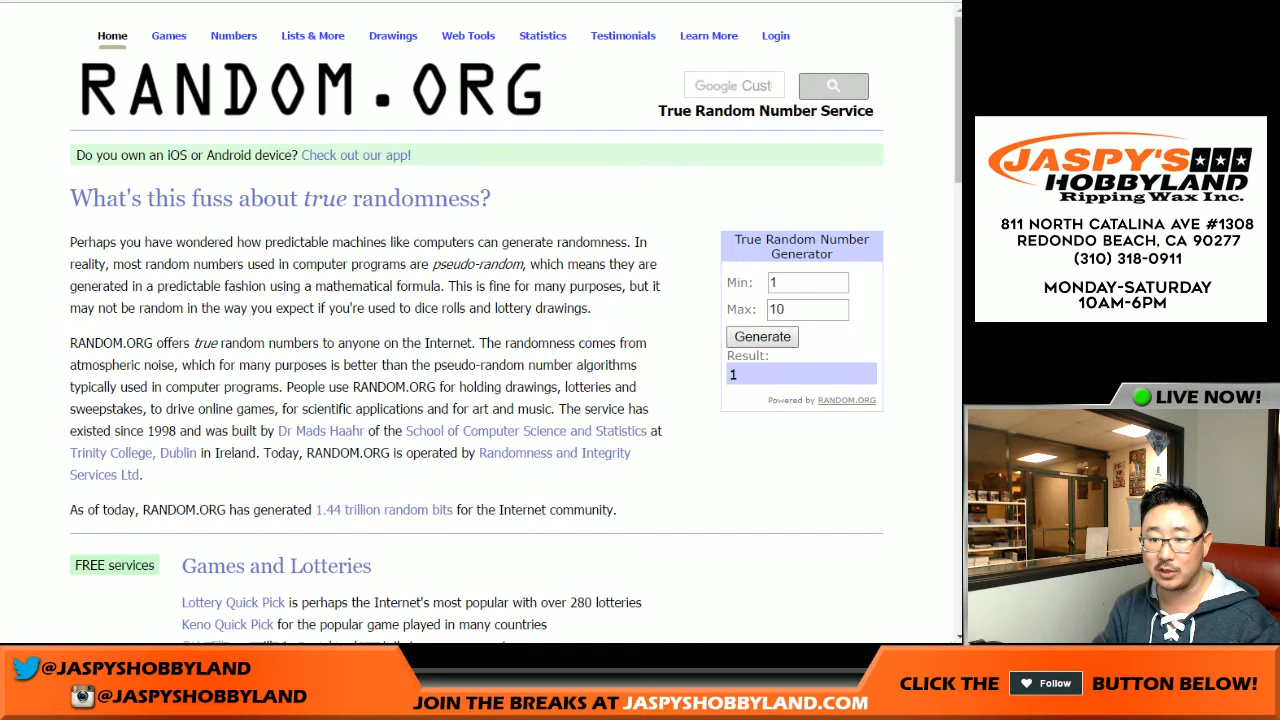 Home Games Numbers Lists & More Drawings Web Tools Statistics Testimonials Learn More Login
RANDOM.ORG
Google Cust
True Random Number Service
Do you own an iOS or Android device? Check out our app!
What's this fuss about true randomness?
Perhaps you have wondered how predictable machines like computers can generate randomness. In
reality, most random numbers used in computer programs are pseudo-random, which means they are
generated in a predictable fashion using a mathematical formula. This is fine for many purposes, but it
may not be random in the way you expect if you're used to dice rolls and lottery drawings.
RANDOM.ORG offers true random numbers to anyone on the Internet. The randomness comes from
atmospheric noise, which for many purposes is better than the pseudo-random number algorithms
typically used in computer programs. People use RANDOM.ORG for holding drawings, lotteries and
sweepstakes, to drive online games, for scientific applications and for art and music. The service has
existed since 1998 and was built by Dr Mads Haahr of the School of Computer Science and Statistics at
Trinity College, Dublin in Ireland. Today, RANDOM.ORG is operated by Randomness and Integrity
Services Ltd.
As of today, RANDOM.ORG has generated 1.44 trillion random bits for the Internet community.
True Random Number
Generator
Min: 1
Max: 10
Generate
Result:
1
Powered by RANDOM.ORG
FREE services
Games and Lotteries
Lottery Quick Pick is perhaps the Internet's most popular with over 280 lotteries
Keno Quick Pick for the popular game played in many countries
JASPY'S
HOBBYLAND
Ripping Wax Inc.
811 NORTH CATALINA AVE #1308
REDONDO BEACH, CA 90277
(310) 318-0911
MONDAY-SATURDAY
10AM-6PM
LIVE NOW!
@JASPYSHOBBYLAND
@JASPYSHOBBYLAND
JOIN THE BREAKS AT JASPYSHOBBYLAND.COM
CLICK THE Follow BUTTON BELOW!